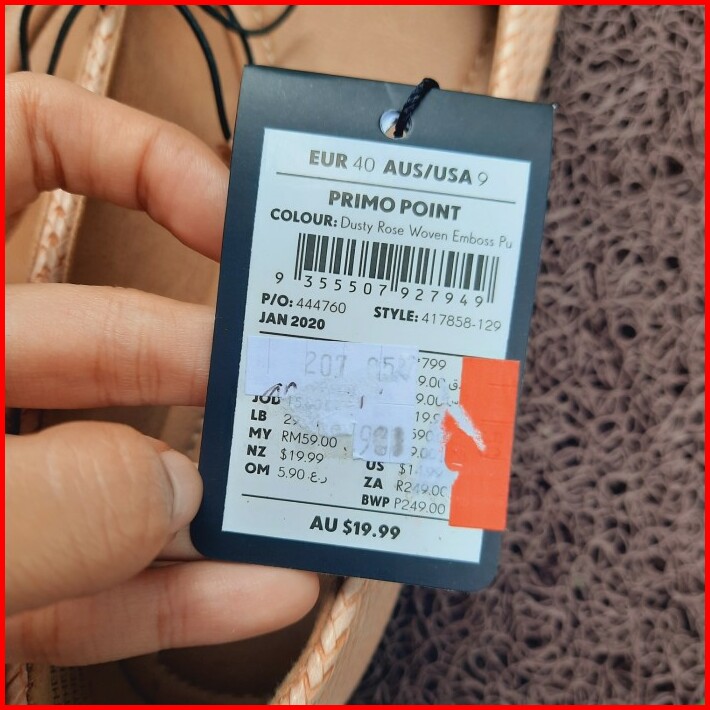 EUR 40 AUS/USA 9
PRIMO POINT
COLOUR: Dusty Rose Woven Emboss Pu
9 355507 927949
P/O: 444760 STYLE: 417858-129
JAN 2020
207
799
JOD
LB
MY RM59.00
NZ $19.99
OM 5.90
US
ZA R249.00
BWP P249.00
AU $19.99